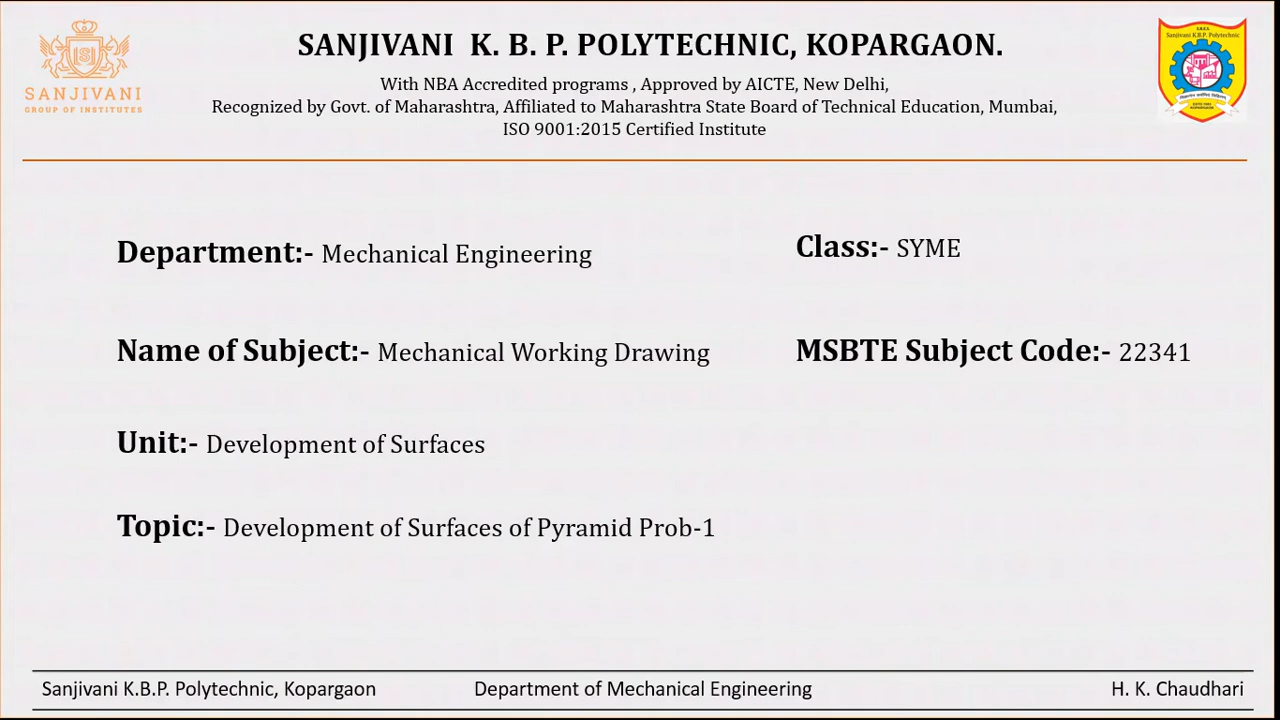 SANJIVANI K. B. P. POLYTECHNIC, KOPARGAON.
With NBA Accredited programs , Approved by AICTE, New Delhi,
Recognized by Govt. of Maharashtra, Affiliated to Maharashtra State Board of Technical Education, Mumbai,
ISO 9001:2015 Certified Institute
SANJIVANI
GROUP OF INSTITUTES
Sanjivani K.B.P. Polytechnic
Department:- Mechanical Engineering
Class:- SYME
Name of Subject:- Mechanical Working Drawing
MSBTE Subject Code:- 22341
Unit:- Development of Surfaces
Topic:- Development of Surfaces of Pyramid Prob-1
Sanjivani K.B.P. Polytechnic, Kopargaon
Department of Mechanical Engineering
H. K. Chaudhari